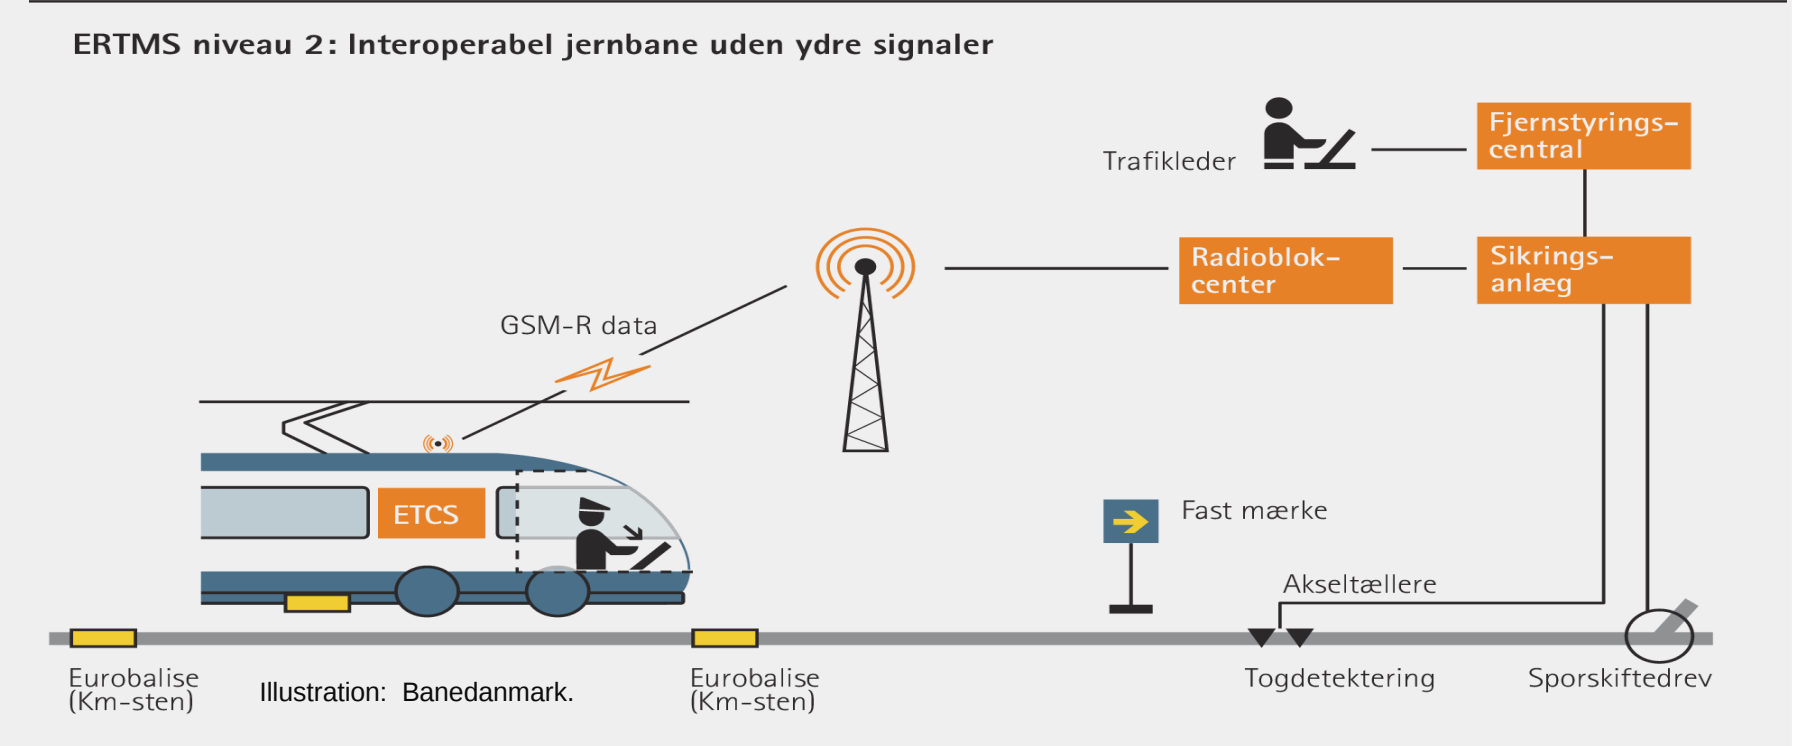 ERTMS niveau 2: Interoperabel jernbane uden ydre signaler
Fjernstyrings-
central
Trafikleder
Radioblok-
center
Sikrings-
anlæg
GSM-R data
ETCS
Fast mærke
Akseltællere
Eurobalise
(Km-sten)
Illustration: Banedanmark.
Eurobalise
(Km-sten)
Togdetektering
Sporskiftedrev